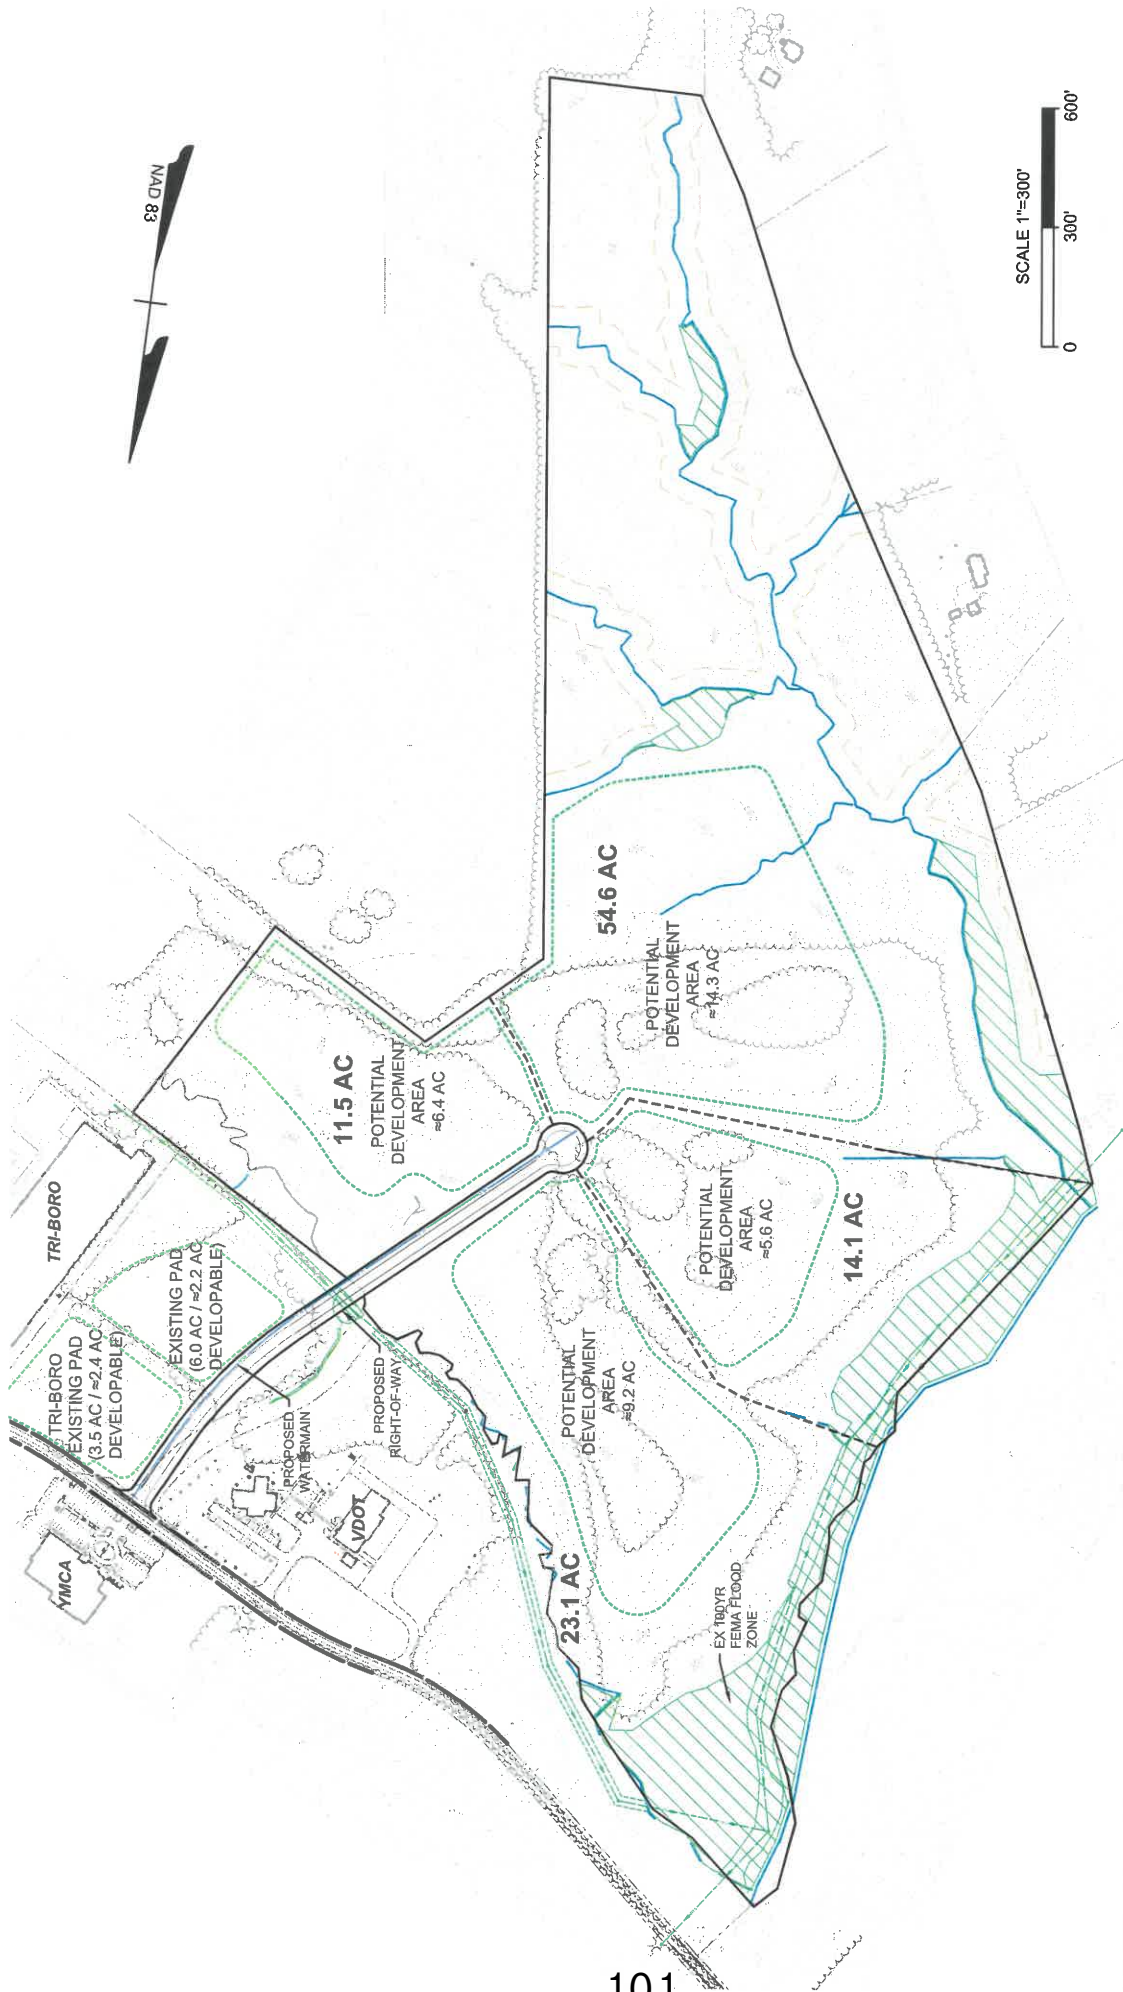 NAD 83
SCALE 1"=300'
0
300'
600'
54.6 AC
POTENTIAL
DEVELOPMENT
AREA
≈14.3 AC
11.5 AC
POTENTIAL
DEVELOPMENT
AREA
≈6.4 AC
TRI-BORO
EXISTING PAD
(6.0 AC / ≈2.2 AC
DEVELOPABLE)
TRI-BORO
EXISTING PAD
(3.5 AC / ≈2.4 AC
DEVELOPABLE)
POTENTIAL
DEVELOPMENT
AREA
≈5.6 AC
14.1 AC
POTENTIAL
DEVELOPMENT
AREA
≈9.2 AC
PROPOSED
RIGHT-OF-WAY
PROPOSED
WATERMAIN
VDOT
YMCA
23.1 AC
EX 100YR
FEMA FLOOD
ZONE
101